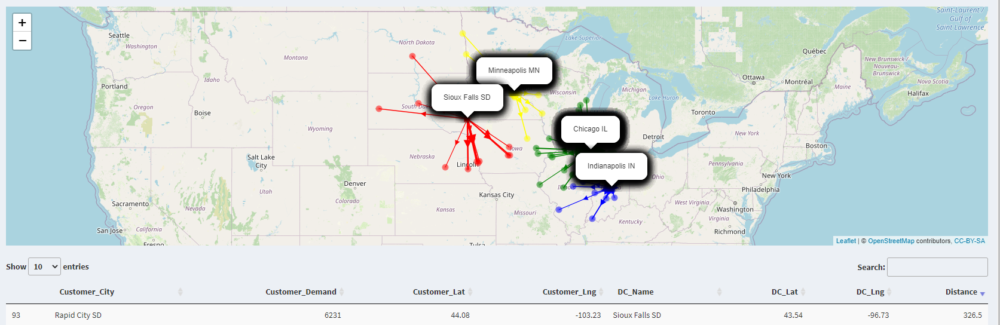 +
−
Seattle
Washington
Portland
Oregon
Idaho
Boise
Montana
Wyoming
North Dakota
Nebraska
Salt Lake
City
Utah
Nevada
Sacramento
San Jose
California
Denver
Colorado
Kansas
Kansas City
Missouri
Lincoln
Iowa
Minneapolis MN
Sioux Falls SD
Chicago IL
Indianapolis IN
Lake Superior
Wisconsin
Michigan
Lake Huron
Detroit
Ohio
Kentucky
West Virginia
Virginia
Richmond
Washington
Philadelphia
Pennsylvania
New York
New York
Boston
Toronto
Ottawa
Montréal
Québec
Maine
New Brunswick /
Nouveau-
Brunswick
Nova Scotia
Halifax
Saint-Laurent /
Gulf of
Saint Lawrence
Leaflet | © OpenStreetMap contributors, CC-BY-SA
Show 10 entries
Search:
Customer_City Customer_Demand Customer_Lat Customer_Lng DC_Name DC_Lat DC_Lng Distance
93 Rapid City SD 6231 44.08 -103.23 Sioux Falls SD 43.54 -96.73 326.5